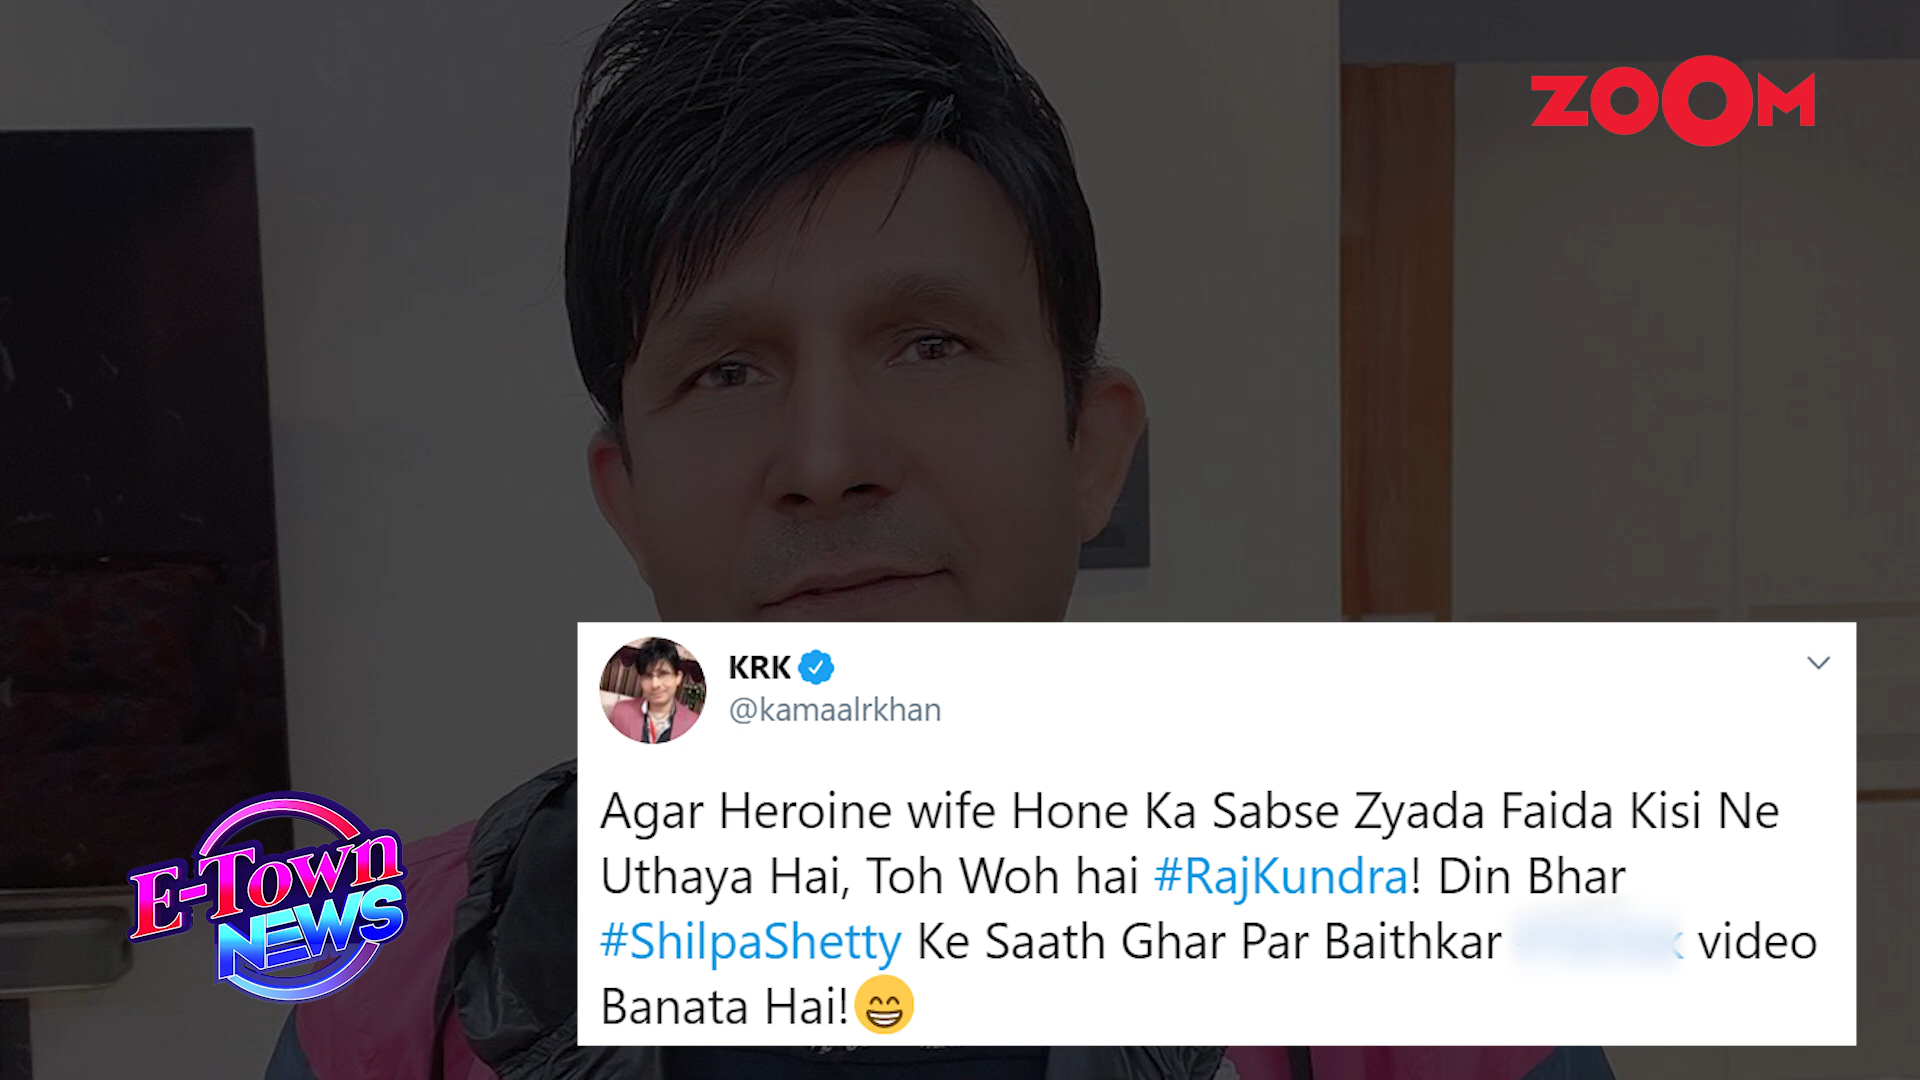 ZOOM
KRK
@kamaalrkhan
Agar Heroine wife Hone Ka Sabse Zyada Faida Kisi Ne
Uthaya Hai, Toh Woh hai #RajKundra! Din Bhar
#ShilpaShetty Ke Saath Ghar Par Baithkar video
Banata Hai!😁
E-Town
NEWS